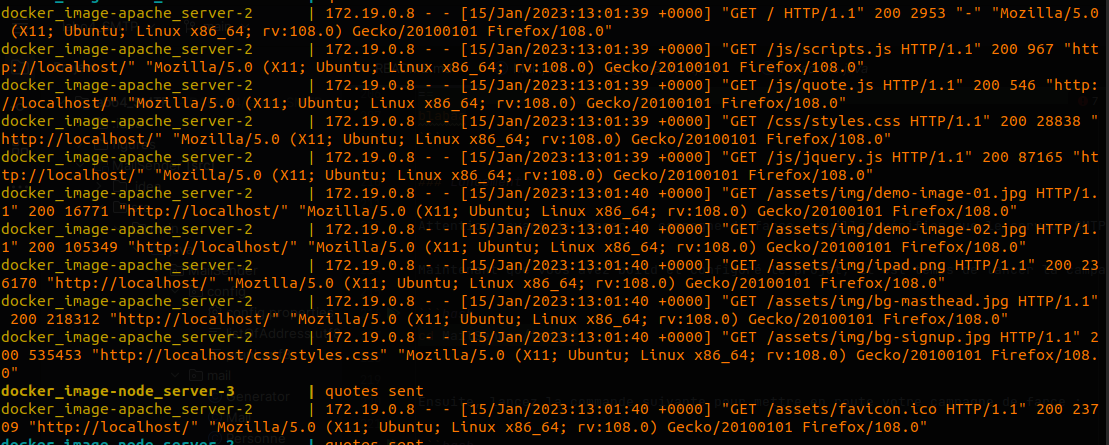 docker_image-apache_server-2 | 172.19.0.8 - - [15/Jan/2023:13:01:39 +0000] "GET / HTTP/1.1" 200 2953 "-" "Mozilla/5.0
(X11; Ubuntu; Linux x86_64; rv:108.0) Gecko/20100101 Firefox/108.0"
docker_image-apache_server-2 | 172.19.0.8 - - [15/Jan/2023:13:01:39 +0000] "GET /js/scripts.js HTTP/1.1" 200 967 "htt
p://localhost/" "Mozilla/5.0 (X11; Ubuntu; Linux x86_64; rv:108.0) Gecko/20100101 Firefox/108.0"
docker_image-apache_server-2 | 172.19.0.8 - - [15/Jan/2023:13:01:39 +0000] "GET /js/quote.js HTTP/1.1" 200 546 "http:
//localhost/" "Mozilla/5.0 (X11; Ubuntu; Linux x86_64; rv:108.0) Gecko/20100101 Firefox/108.0"
docker_image-apache_server-2 | 172.19.0.8 - - [15/Jan/2023:13:01:39 +0000] "GET /css/styles.css HTTP/1.1" 200 28838 "
http://localhost/" "Mozilla/5.0 (X11; Ubuntu; Linux x86_64; rv:108.0) Gecko/20100101 Firefox/108.0"
docker_image-apache_server-2 | 172.19.0.8 - - [15/Jan/2023:13:01:39 +0000] "GET /js/jquery.js HTTP/1.1" 200 87165 "ht
tp://localhost/" "Mozilla/5.0 (X11; Ubuntu; Linux x86_64; rv:108.0) Gecko/20100101 Firefox/108.0"
docker_image-apache_server-2 | 172.19.0.8 - - [15/Jan/2023:13:01:40 +0000] "GET /assets/img/demo-image-01.jpg HTTP/1.
1" 200 16771 "http://localhost/" "Mozilla/5.0 (X11; Ubuntu; Linux x86_64; rv:108.0) Gecko/20100101 Firefox/108.0"
docker_image-apache_server-2 | 172.19.0.8 - - [15/Jan/2023:13:01:40 +0000] "GET /assets/img/demo-image-02.jpg HTTP/1.
1" 200 105349 "http://localhost/" "Mozilla/5.0 (X11; Ubuntu; Linux x86_64; rv:108.0) Gecko/20100101 Firefox/108.0"
docker_image-apache_server-2 | 172.19.0.8 - - [15/Jan/2023:13:01:40 +0000] "GET /assets/img/ipad.png HTTP/1.1" 200 23
6170 "http://localhost/" "Mozilla/5.0 (X11; Ubuntu; Linux x86_64; rv:108.0) Gecko/20100101 Firefox/108.0"
docker_image-apache_server-2 | 172.19.0.8 - - [15/Jan/2023:13:01:40 +0000] "GET /assets/img/bg-masthead.jpg HTTP/1.1"
200 218312 "http://localhost/" "Mozilla/5.0 (X11; Ubuntu; Linux x86_64; rv:108.0) Gecko/20100101 Firefox/108.0"
docker_image-apache_server-2 | 172.19.0.8 - - [15/Jan/2023:13:01:40 +0000] "GET /assets/img/bg-signup.jpg HTTP/1.1" 2
00 535453 "http://localhost/css/styles.css" "Mozilla/5.0 (X11; Ubuntu; Linux x86_64; rv:108.0) Gecko/20100101 Firefox/108.
0"
docker_image-node_server-3 | quotes sent
docker_image-apache_server-2 | 172.19.0.8 - - [15/Jan/2023:13:01:40 +0000] "GET /assets/favicon.ico HTTP/1.1" 200 237
09 "http://localhost/" "Mozilla/5.0 (X11; Ubuntu; Linux x86_64; rv:108.0) Gecko/20100101 Firefox/108.0"
docker_image-node_server-2 | quotes sent